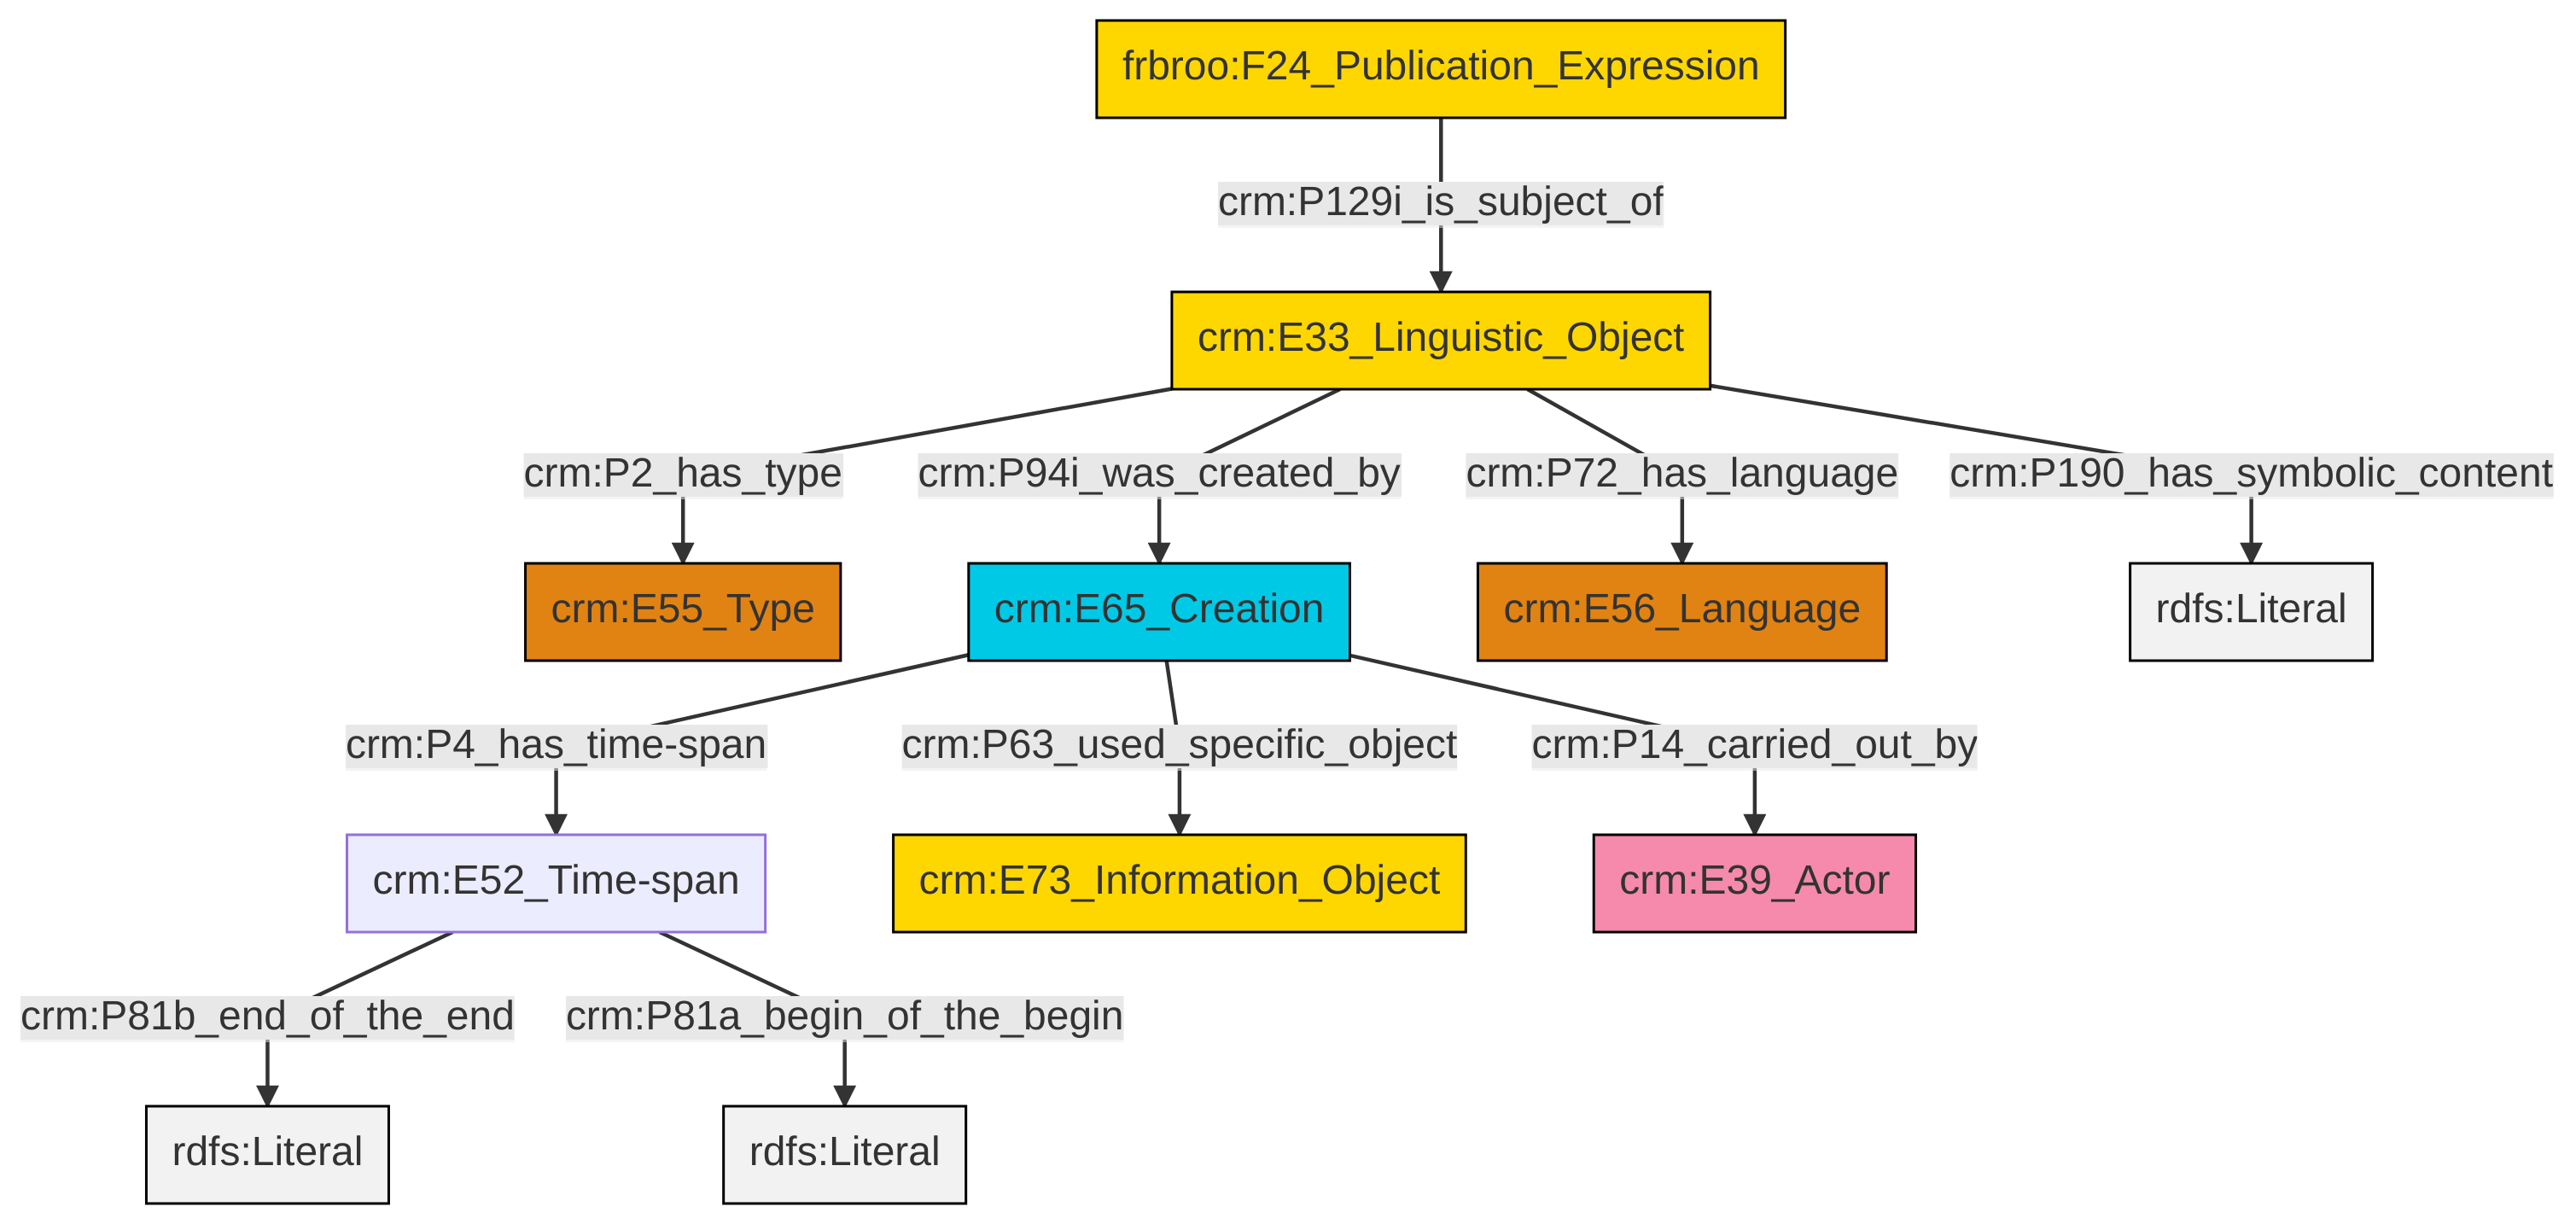 frbroo:F24_Publication_Expression
crm:P129i_is_subject_of
crm:E33_Linguistic_Object
crm:P2_has_type
crm:P94i_was_created_by
crm:P72_has_language
crm:P190_has_symbolic_content
crm:E55_Type
crm:E65_Creation
crm:E56_Language
rdfs:Literal
crm:P4_has_time-span
crm:P63_used_specific_object
crm:P14_carried_out_by
crm:E52_Time-span
crm:E73_Information_Object
crm:E39_Actor
crm:P81b_end_of_the_end
crm:P81a_begin_of_the_begin
rdfs:Literal
rdfs:Literal